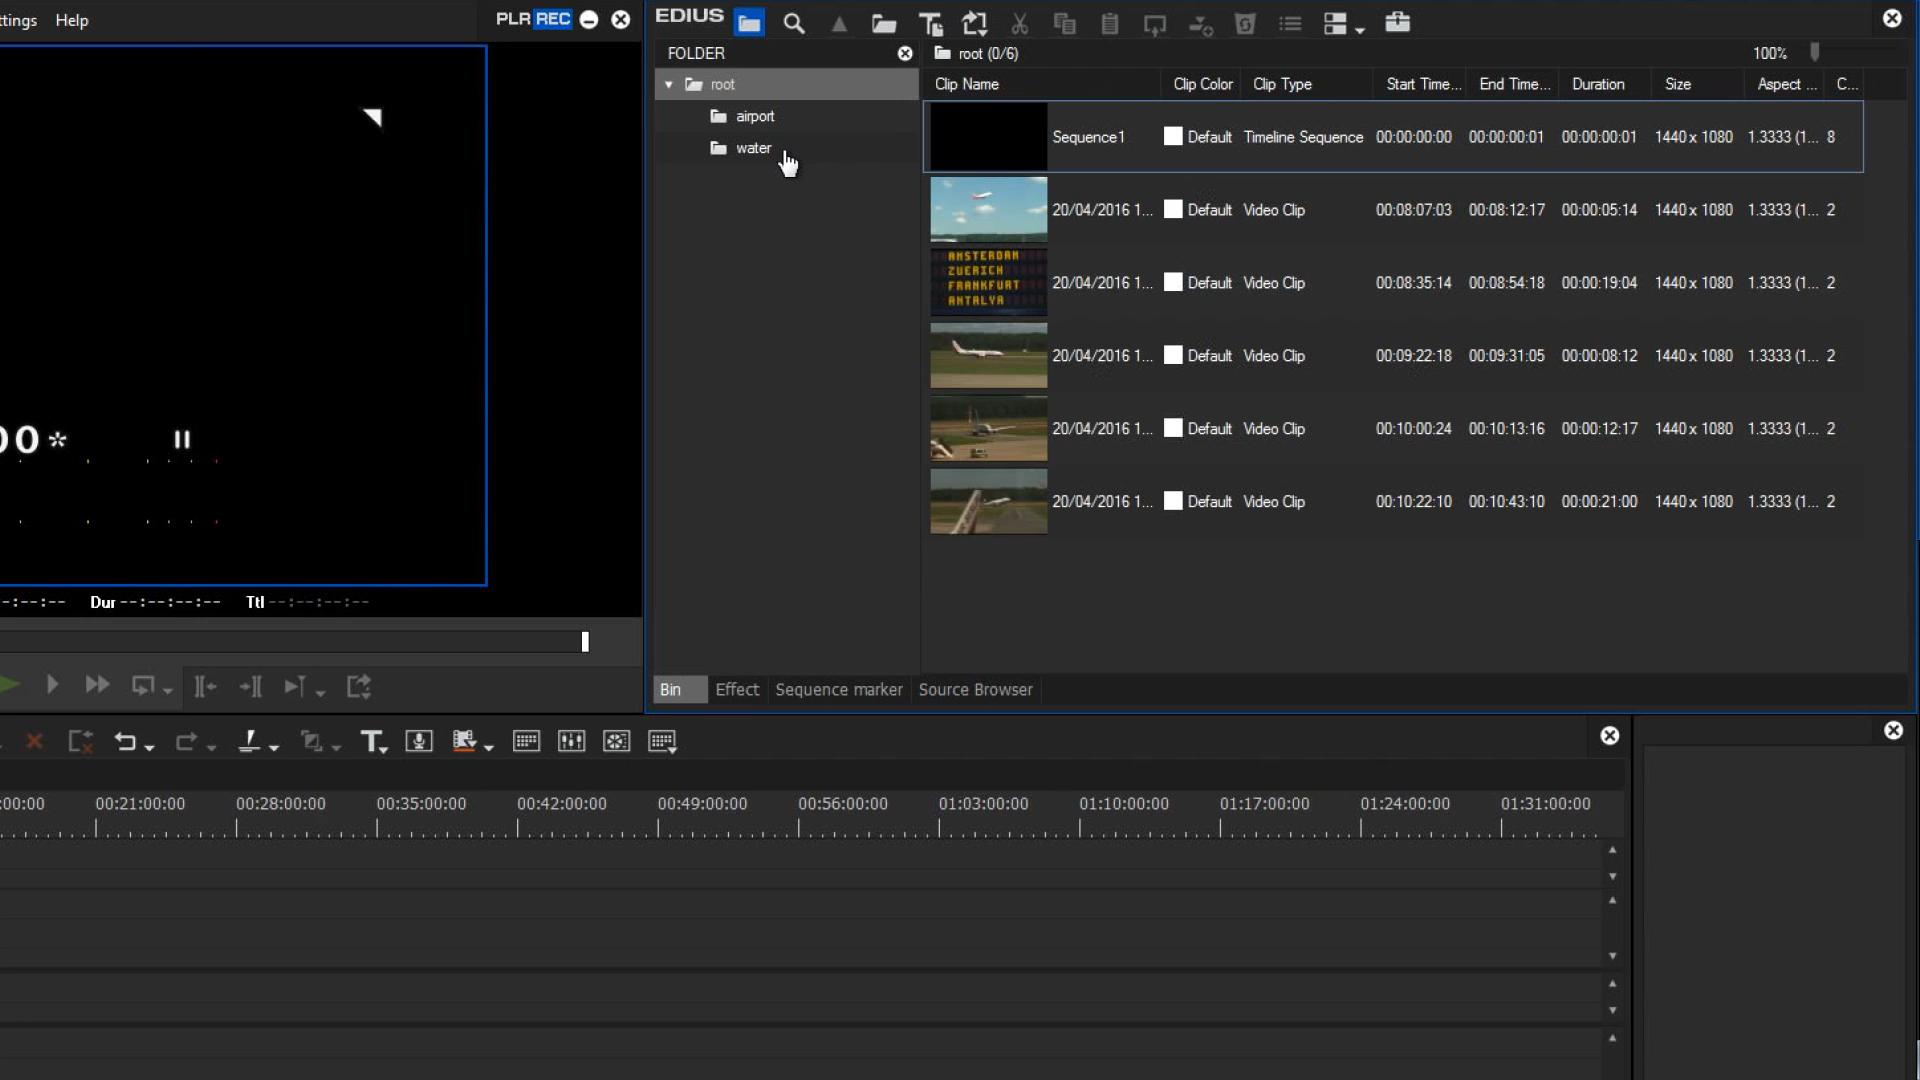 ttings Help
PLR REC
EDIUS
FOLDER
root (0/6)
100%
root
airport
water
Clip Name Clip Color Clip Type Start Time... End Time... Duration Size Aspect ... C...
Sequence1 Default Timeline Sequence 00:00:00:00 00:00:00:01 00:00:00:01 1440 x 1080 1.3333 (1... 8
20/04/2016 1... Default Video Clip 00:08:07:03 00:08:12:17 00:00:05:14 1440 x 1080 1.3333 (1... 2
AMSTERDAM
ZUERICH
FRANKFURT
ANTALYA
20/04/2016 1... Default Video Clip 00:08:35:14 00:08:54:18 00:00:19:04 1440 x 1080 1.3333 (1... 2
20/04/2016 1... Default Video Clip 00:09:22:18 00:09:31:05 00:00:08:12 1440 x 1080 1.3333 (1... 2
20/04/2016 1... Default Video Clip 00:10:00:24 00:10:13:16 00:00:12:17 1440 x 1080 1.3333 (1... 2
20/04/2016 1... Default Video Clip 00:10:22:10 00:10:43:10 00:00:21:00 1440 x 1080 1.3333 (1... 2
00*
-:--:-- Dur --:--:--:-- Ttl --:--:--:--
Bin Effect Sequence marker Source Browser
:00:00 00:21:00:00 00:28:00:00 00:35:00:00 00:42:00:00 00:49:00:00 00:56:00:00 01:03:00:00 01:10:00:00 01:17:00:00 01:24:00:00 01:31:00:00